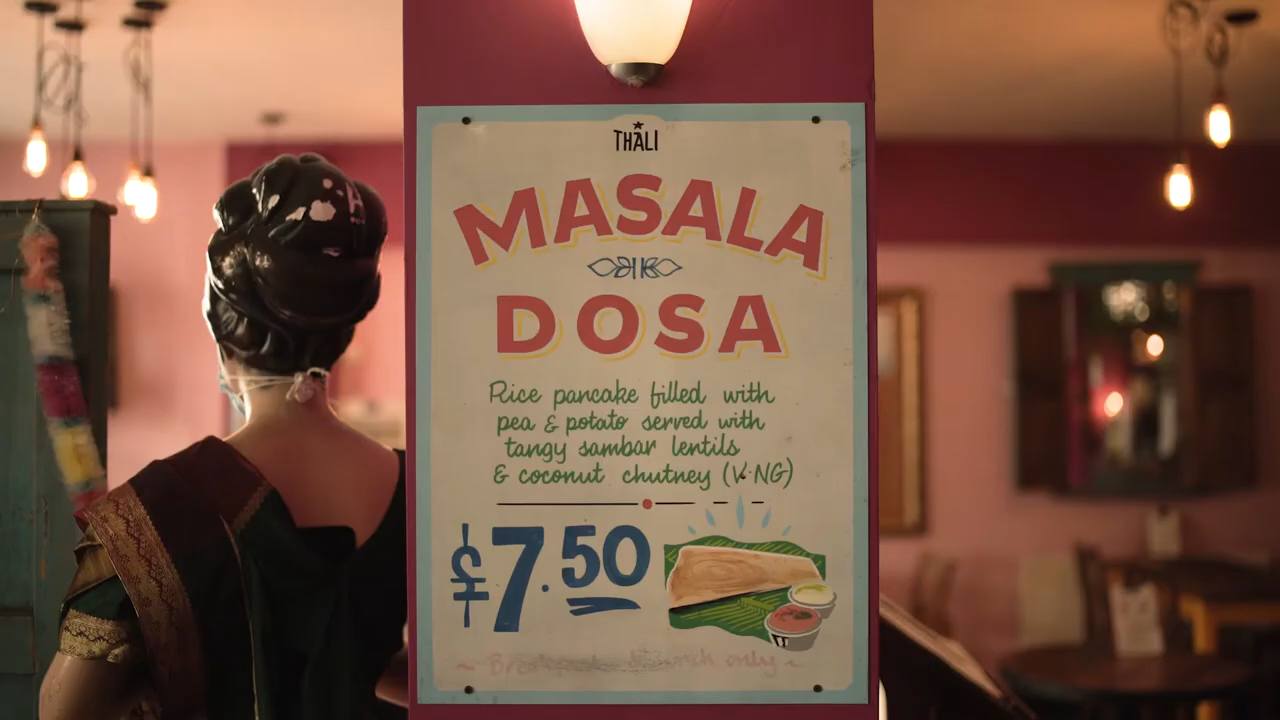 THALI
MASALA
DOSA
Rice pancake filled with
pea & potato served with
tangy sambar lentils
& coconut chutney (V·NG)
£7.50
only